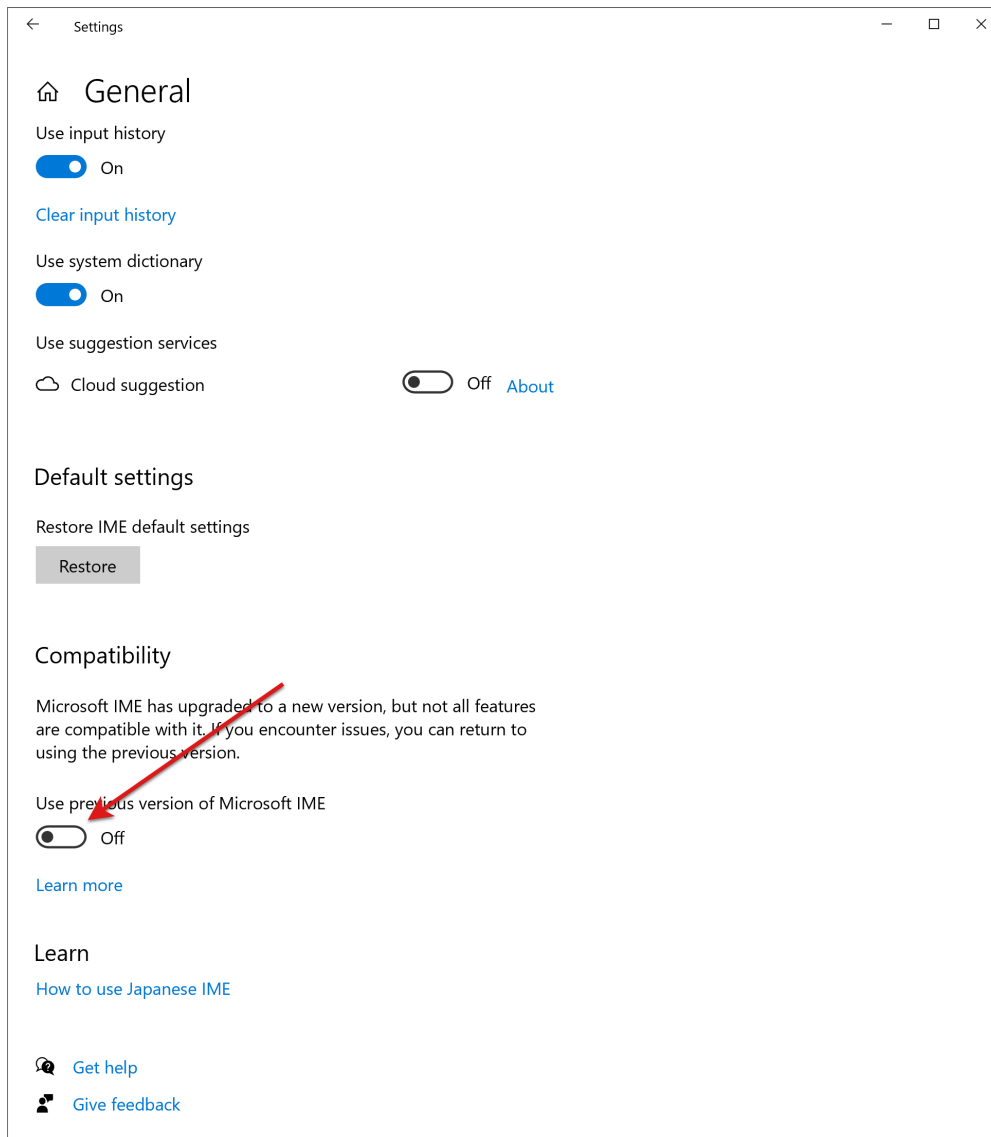 Settings
General
Use input history
On
Clear input history
Use system dictionary
On
Use suggestion services
Cloud suggestion Off About
Default settings
Restore IME default settings
Restore
Compatibility
Microsoft IME has upgraded to a new version, but not all features
are compatible with it. If you encounter issues, you can return to
using the previous version.
Use previous version of Microsoft IME
Off
Learn more
Learn
How to use Japanese IME
Get help
Give feedback